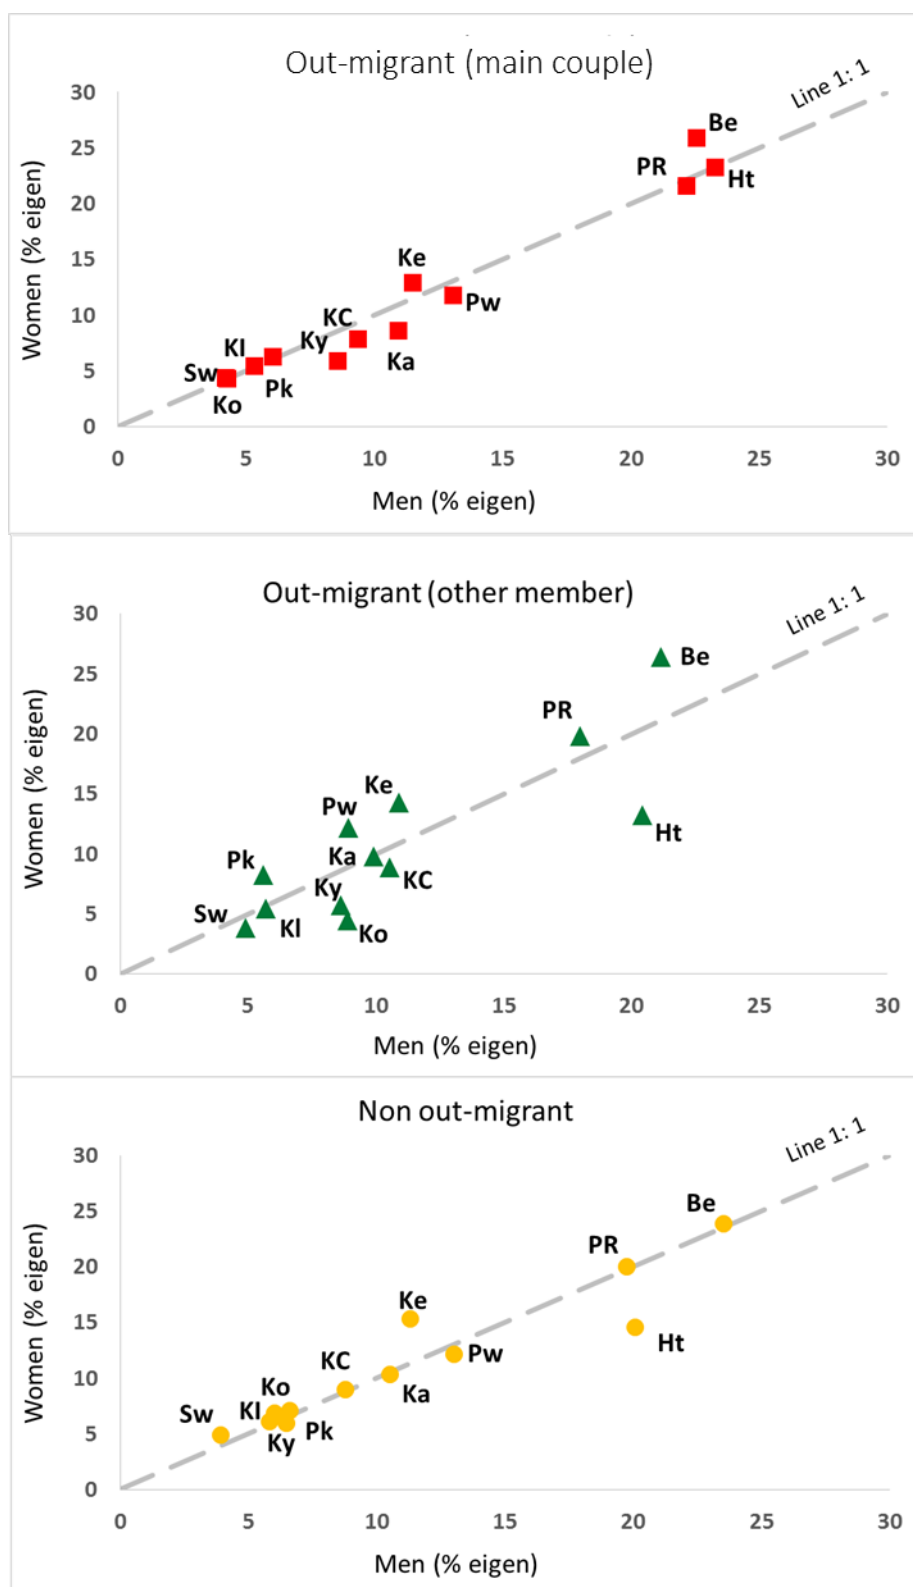 Out-migrant (main couple)
Line 1: 1
30
25
20
15
10
5
0
Women (% eigen)
Be
PR
Ht
Ke
Pw
KC
Ky
Ka
KI
Sw
Pk
Ko
0 5 10 15 20 25 30
Men (% eigen)
Out-migrant (other member)
Line 1: 1
30
25
20
15
10
5
0
Women (% eigen)
Be
PR
Ke
Pw
Ht
Ka
Pk
KC
Ky
Sw
Kl
Ko
0 5 10 15 20 25 30
Men (% eigen)
Non out-migrant
Line 1: 1
30
25
20
15
10
5
0
Women (% eigen)
Be
PR
Ke
Ht
Pw
KC
Ka
Ko
Sw
KI
Pk
Ky
0 5 10 15 20 25 30
Men (% eigen)